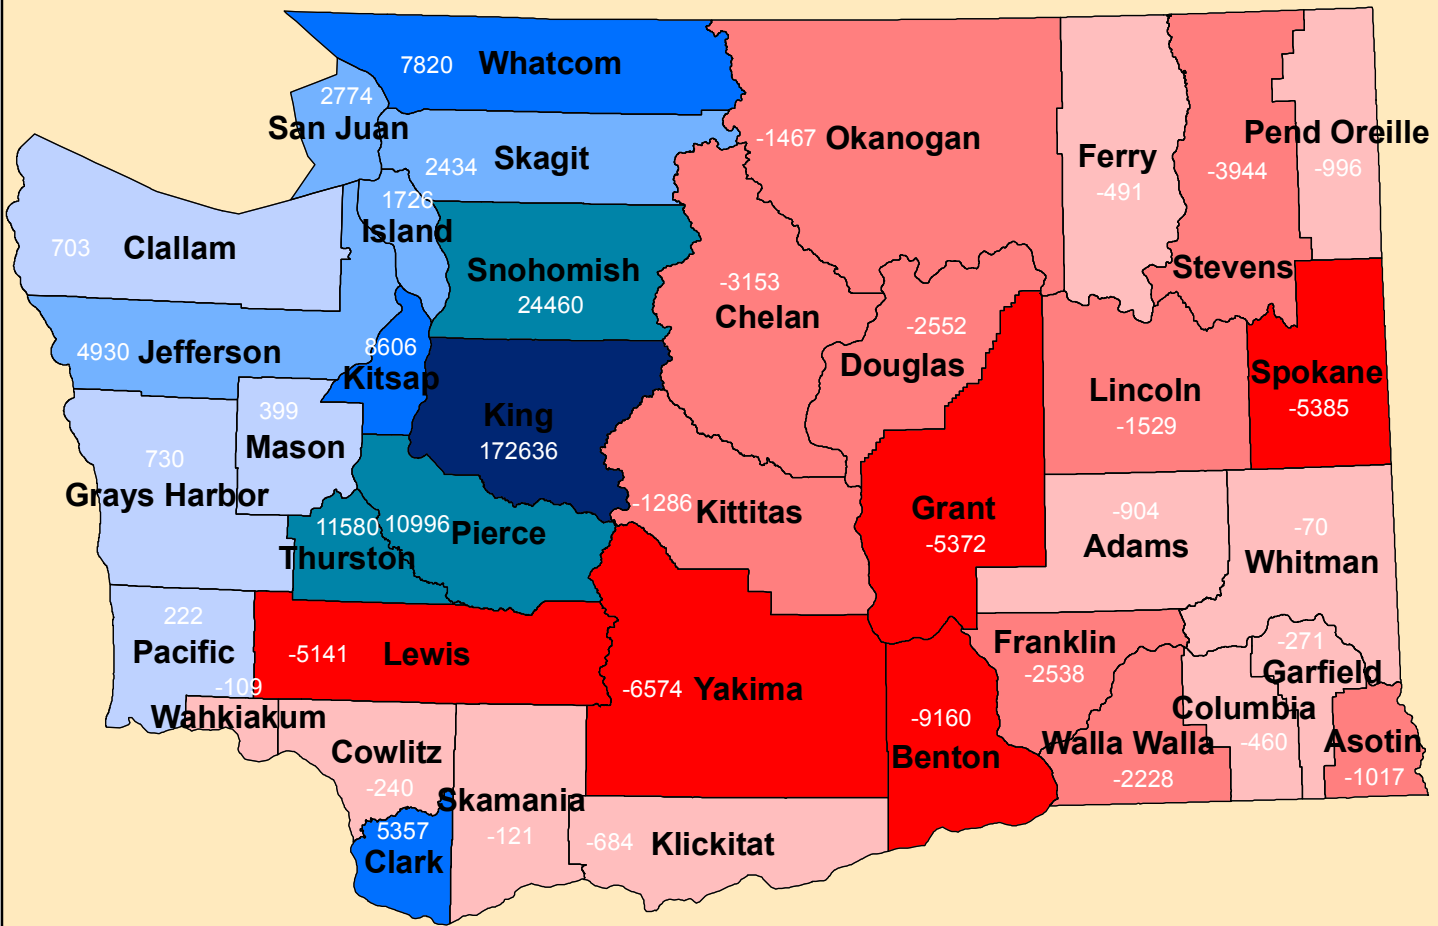 7820 Whatcom
2774
San Juan
-1467 Okanogan
Pend Oreille
-996
Ferry
-491
-3944
Stevens
2434 Skagit
1726
Island
703 Clallam
Snohomish
24460
-3153
Chelan
-2552
Douglas
4930 Jefferson
8606
Kitsap
Lincoln
-1529
Spokane
-5385
King
172636
399
Mason
730
Grays Harbor
-1286 Kittitas
Grant
-5372
-904
Adams
-70
Whitman
11580
Thurston
10996 Pierce
222
Pacific
-5141 Lewis
-109
Wahkiakum
-6574 Yakima
Franklin
-2538
-271
Garfield
Columbia
-460
-9160
Benton
Walla Walla
-2228
Asotin
-1017
Cowlitz
-240
Skamania
-121
5357
Clark
-684 Klickitat